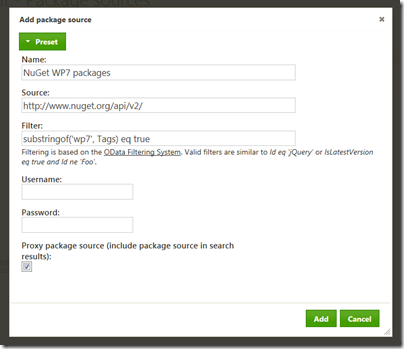 Package sources
Add package source
Preset
Name:
NuGet WP7 packages
Source:
http://www.nuget.org/api/v2/
Filter:
substringof('wp7', Tags) eq true
Filtering is based on the OData Filtering System. Valid filters are similar to Id eq 'jQuery' or IsLatestVersion
eq true and Id ne 'Foo'.
Username:
Password:
Proxy package source (include package source in search
results):
Add Cancel